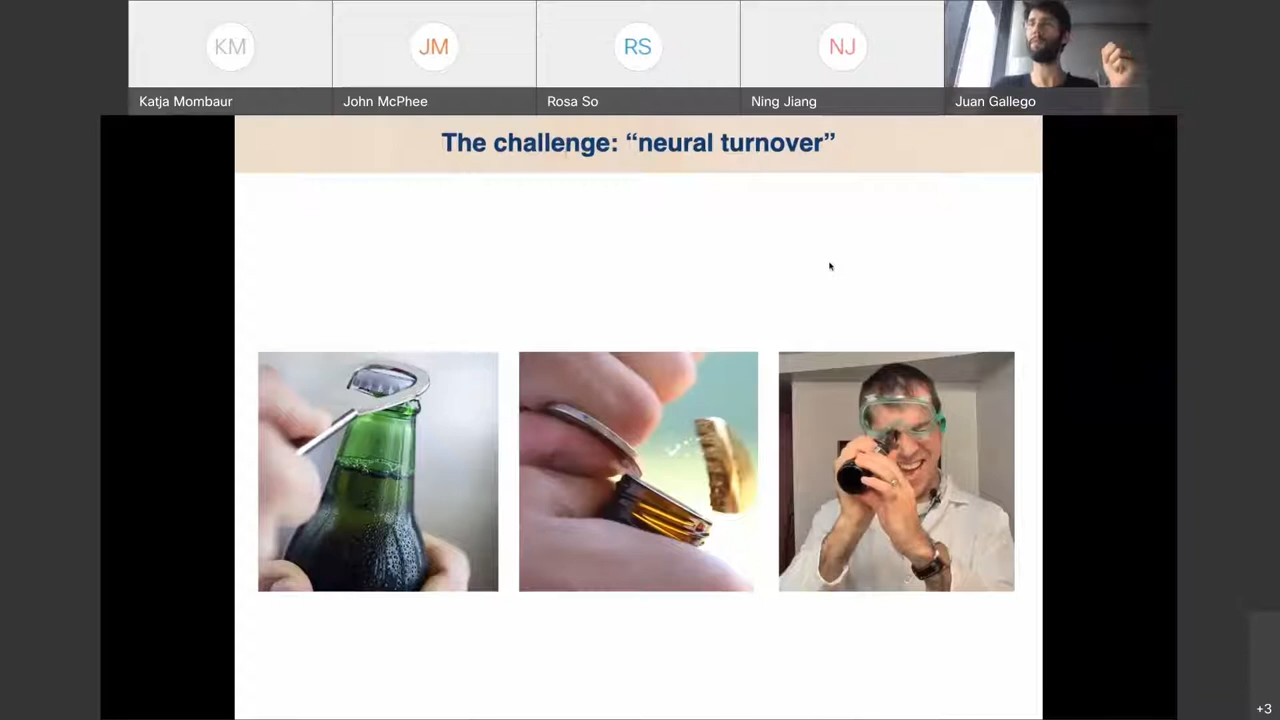 KM
JM
RS
NJ
Katja Mombaur
John McPhee
Rosa So
Ning Jiang
Juan Gallego
The challenge: “neural turnover”
+3